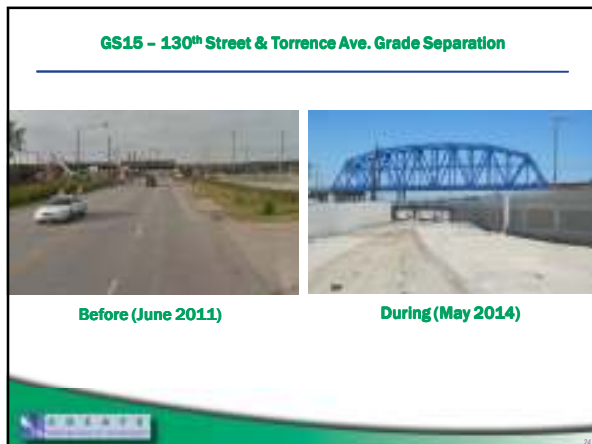 GS15 – 130th Street & Torrence Ave. Grade Separation
Before (June 2011)
During (May 2014)
CREATE